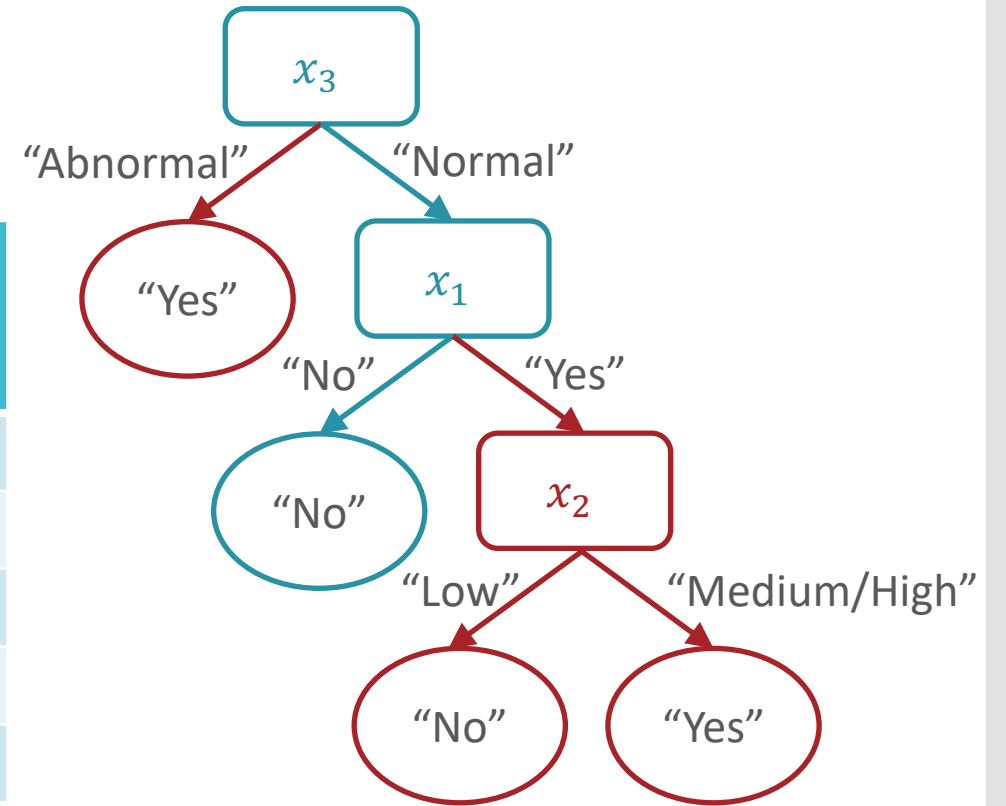 x₃
“Abnormal” “Normal”
“Yes”
x₁
“No” “Yes”
“No”
x₂
“Low” “Medium/High”
“No” “Yes”